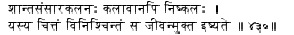 शान्तसंसारकलनः कलावानपि निष्कलः ।
यस्य चित्तं विनिश्चिन्तं स जीवन्मुक्त इष्यते ॥ ४३०॥